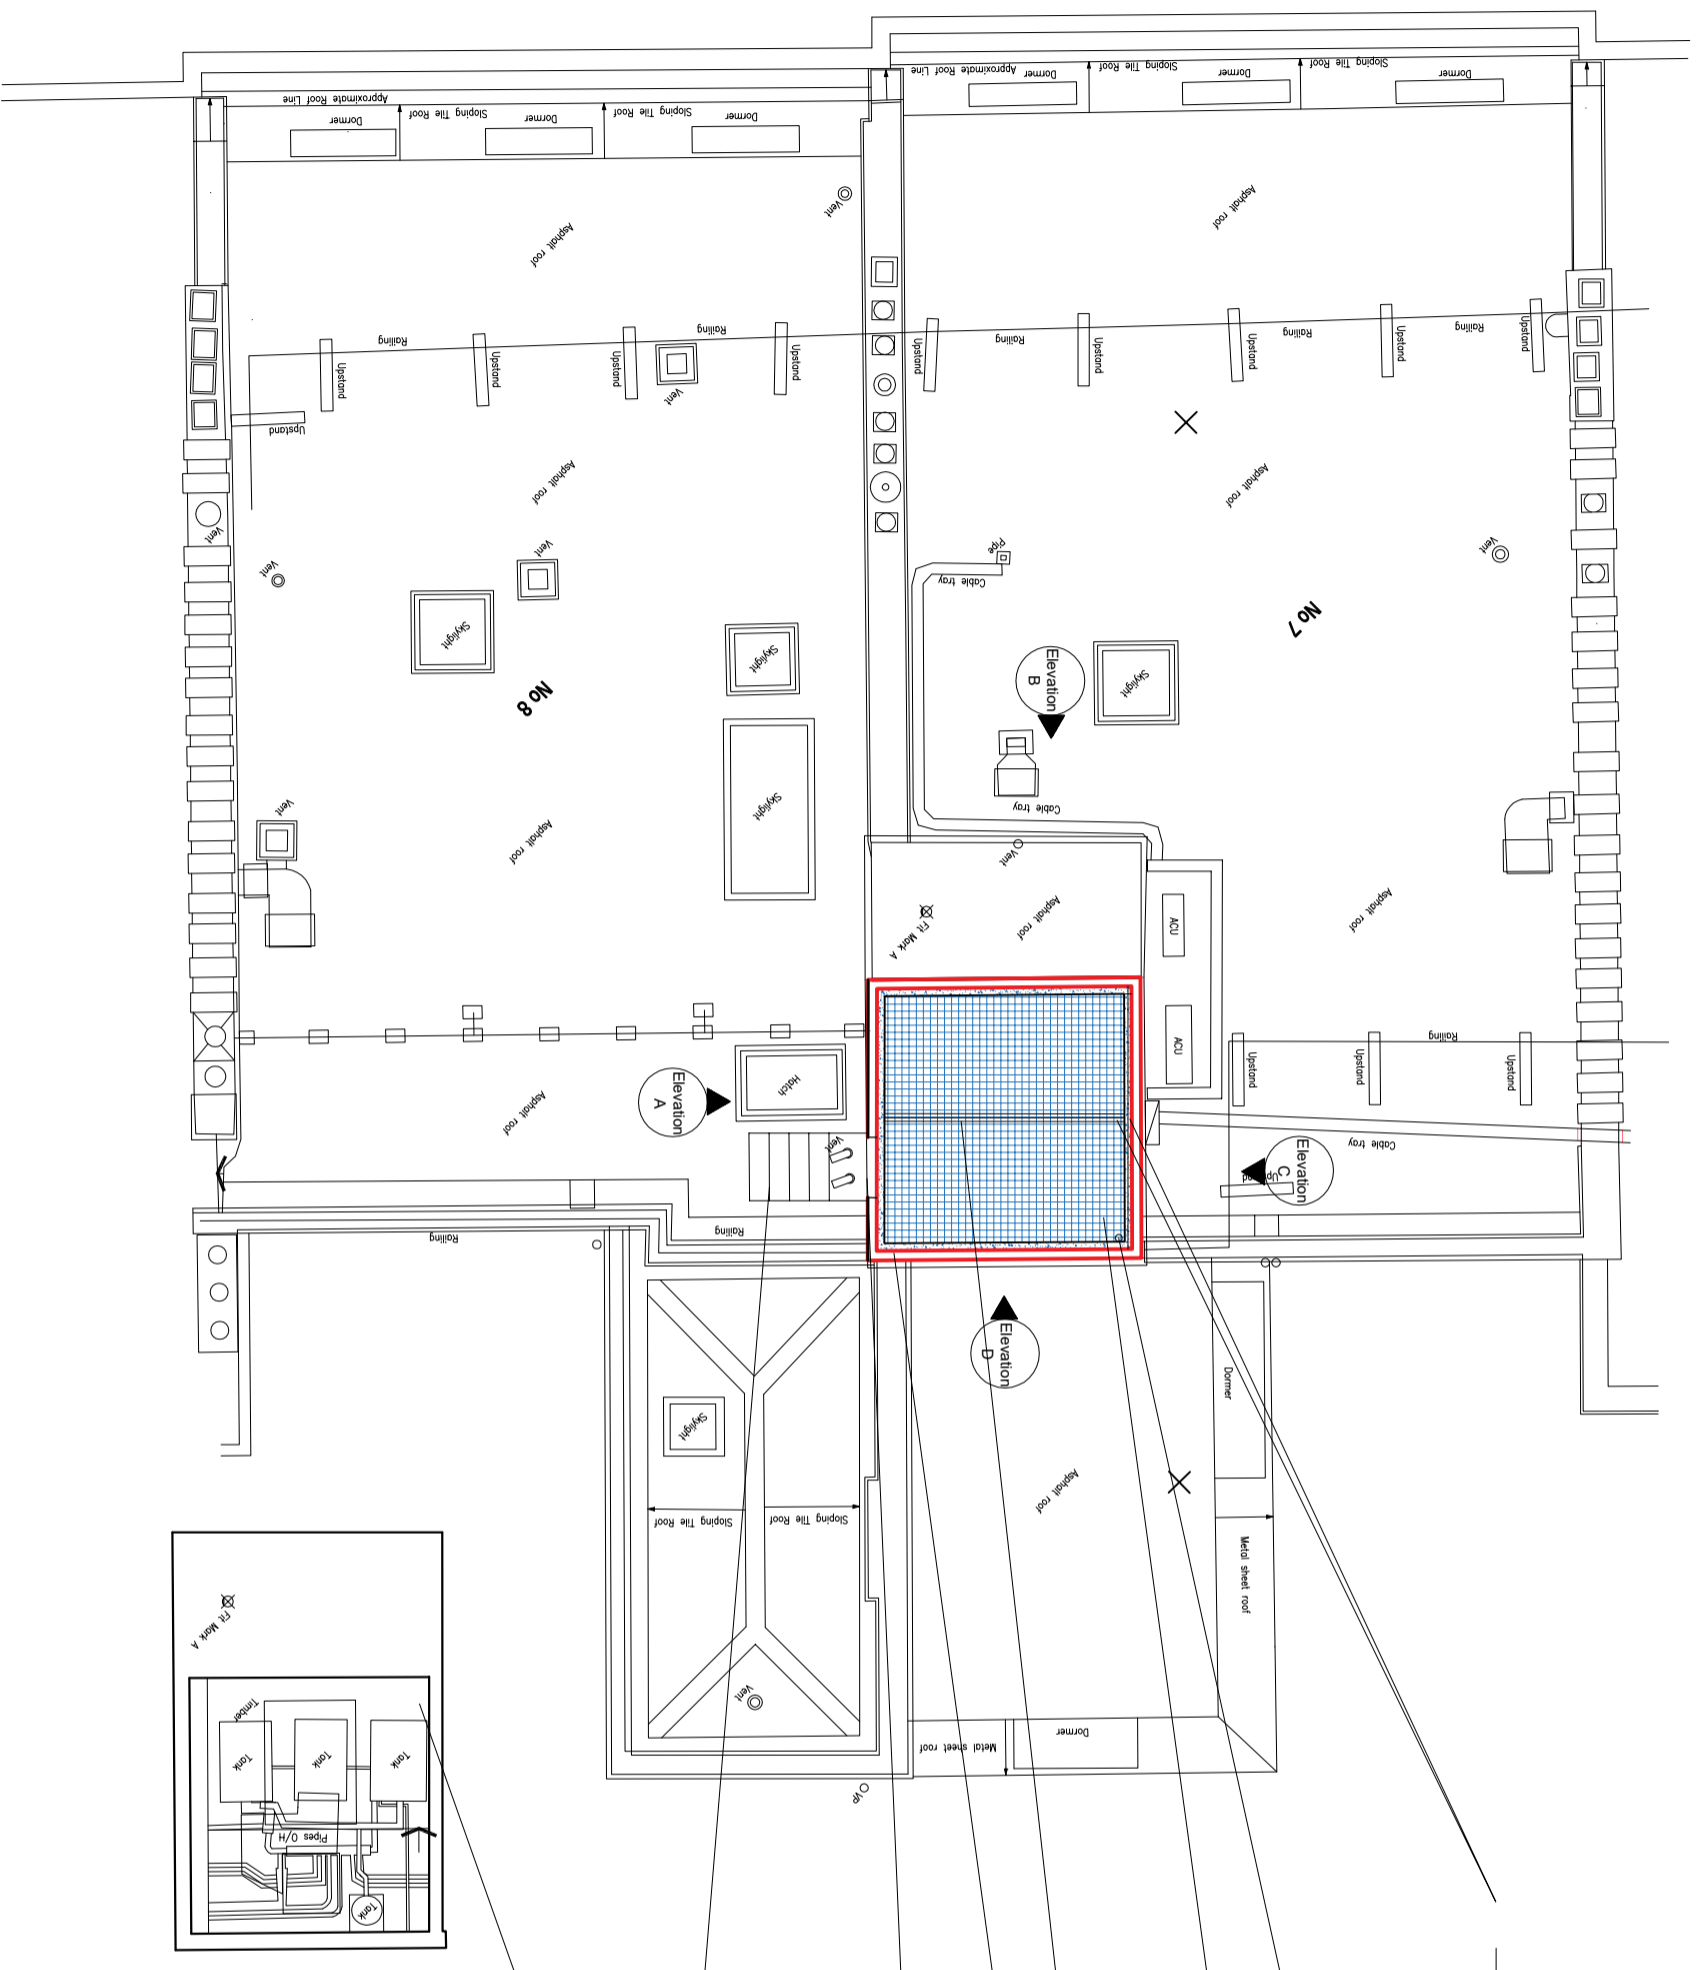 Approximate Roof Line
Dormer
Sloping Tile Roof
Dormer
Sloping Tile Roof
Dormer
Approximate Roof Line
Dormer
Sloping Tile Roof
Dormer
Sloping Tile Roof
Dormer
Vent
Asphalt roof
Asphalt roof
Railing
Railing
Railing
Railing
Railing
Upstand
Upstand
Upstand
Upstand
Upstand
Upstand
Upstand
Upstand
Upstand
Upstand
Vent
Asphalt roof
Asphalt roof
Vent
Vent
Vent
Pipe
Cable tray
Vent
Skylight
Skylight
No 8
No 7
Elevation
B
Skylight
Skylight
Cable tray
Vent
Asphalt roof
Vent
Asphalt roof
Fit Mark A
Asphalt roof
ACU
ACU
Railing
Upstand
Upstand
Upstand
Hatch
Elevation
A
Asphalt roof
Vent
Cable tray
Elevation
C
Upstand
Railing
Railing
Elevation
D
Dormer
Skylight
Asphalt roof
Sloping Tile Roof
Sloping Tile Roof
Metal sheet roof
Vent
Dormer
Metal sheet roof
VP
Fit Mark A
Timber
Tank
Tank
Tank
Pipes O/H
Tank